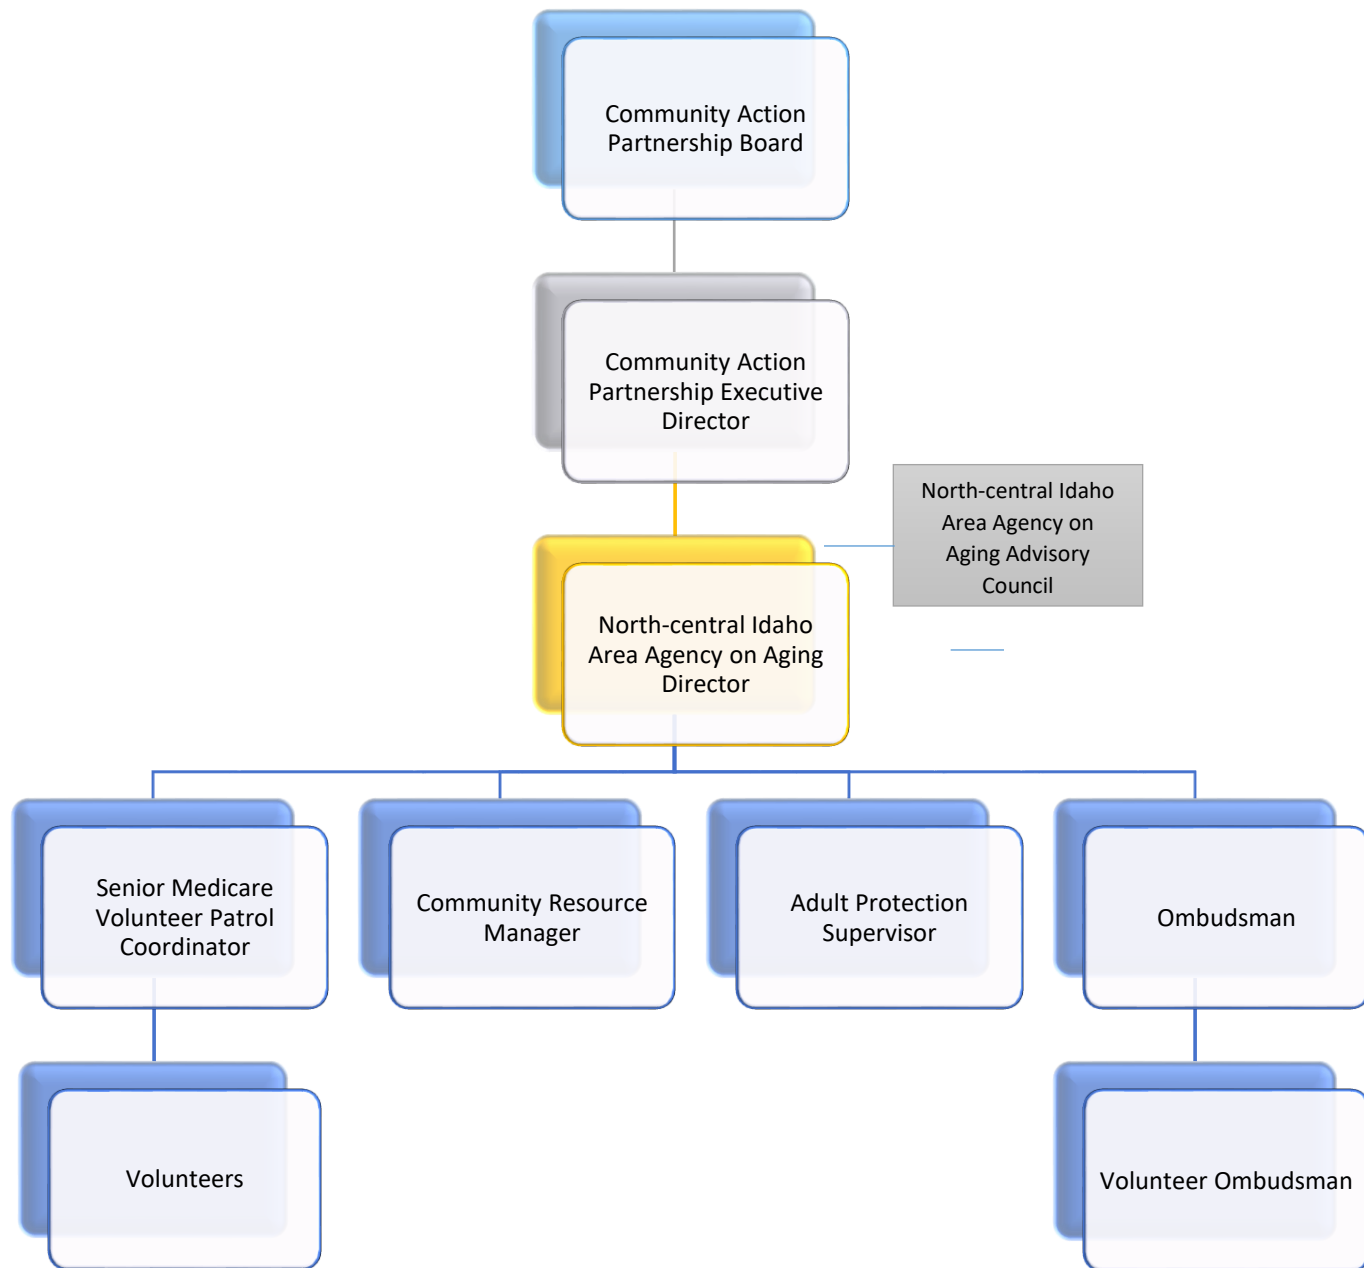 Community Action
Partnership Board
Community Action
Partnership Executive
Director
North-central Idaho
Area Agency on
Aging Advisory
Council
North-central Idaho
Area Agency on Aging
Director
Senior Medicare
Volunteer Patrol
Coordinator
Community Resource
Manager
Adult Protection
Supervisor
Ombudsman
Volunteers
Volunteer Ombudsman